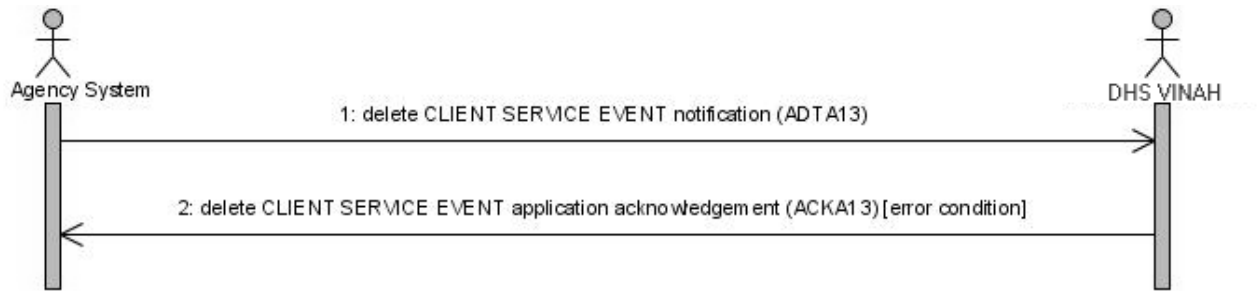 Agency System
DHS VINAH
1: delete CLIENT SERVICE EVENT notification (ADTA13)
2: delete CLIENT SERVICE EVENT application acknowledgement (ACKA13) [error condition]